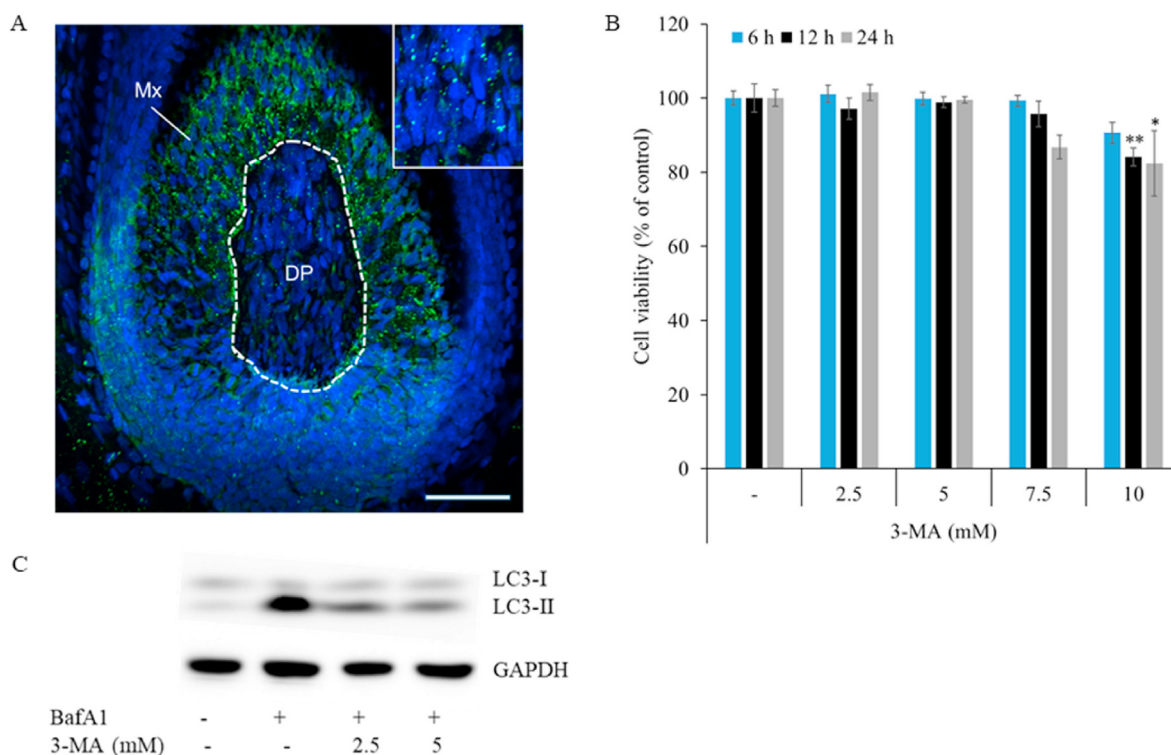 A
Mx
DP
B
120
100
80
60
40
20
0
Cell viability (% of control)
6 h 12 h 24 h
**
*
- 2.5 5 7.5 10
3-MA (mM)
C
LC3-I
LC3-II
GAPDH
BafA1 - + + +
3-MA (mM) - - 2.5 5